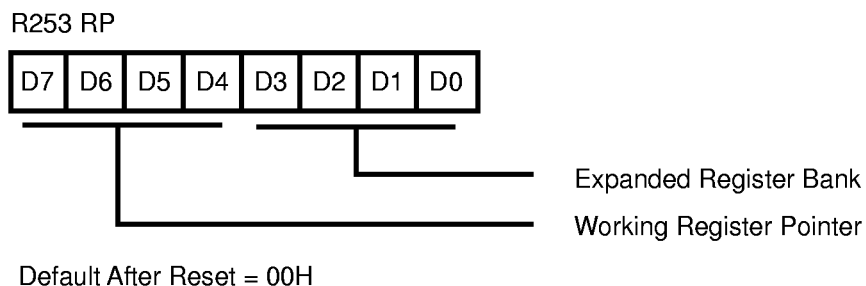 R253 RP
D7 D6 D5 D4 D3 D2 D1 D0
Expanded Register Bank
Working Register Pointer
Default After Reset = 00H